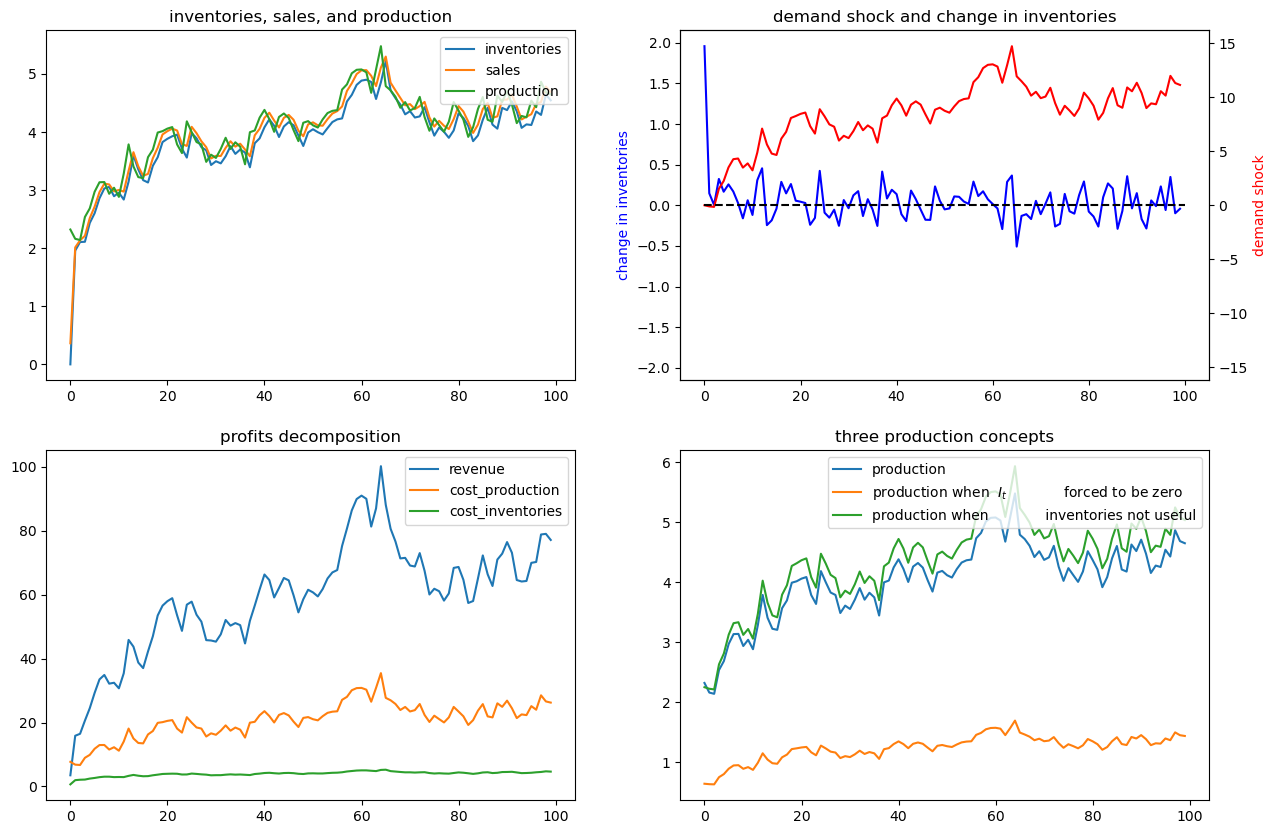 inventories, sales, and production
inventories
sales
production
5
4
3
2
1
0
0 20 40 60 80 100
demand shock and change in inventories
change in inventories
2.0
1.5
1.0
0.5
0.0
−0.5
−1.0
−1.5
−2.0
15
10
5
0
−5
−10
−15
demand shock
0 20 40 60 80 100
profits decomposition
revenue
cost_production
cost_inventories
100
80
60
40
20
0
0 20 40 60 80 100
three production concepts
production
production when I_t forced to be zero
production when inventories not useful
6
5
4
3
2
1
0 20 40 60 80 100